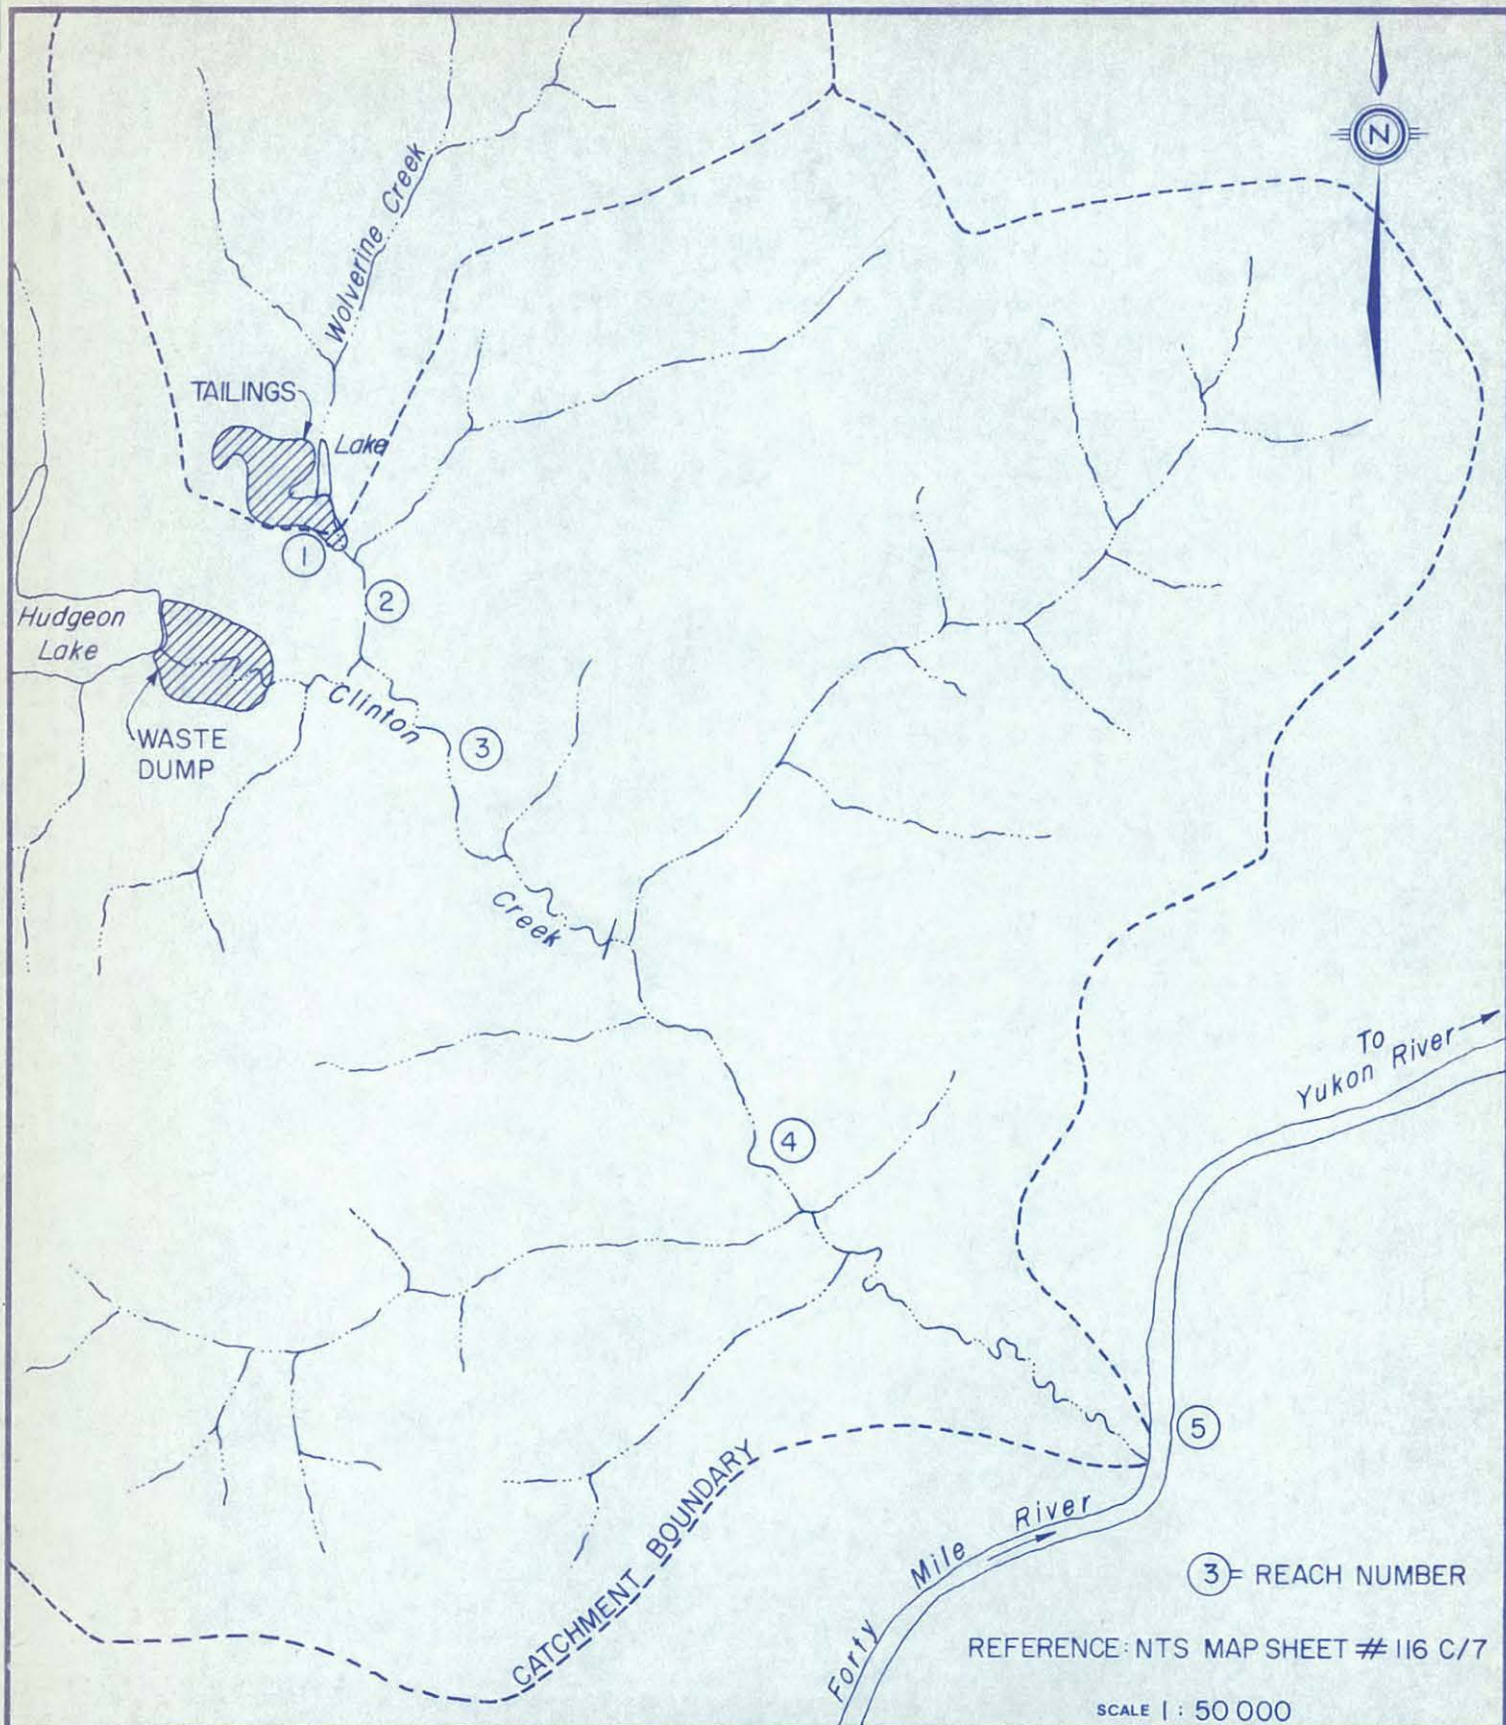 N
Wolverine Creek
TAILINGS
Lake
1
2
Hudgeon
Lake
Clinton
3
WASTE
DUMP
Creek
To
Yukon River
4
5
CATCHMENT BOUNDARY
Forty Mile River
3 = REACH NUMBER
REFERENCE: NTS MAP SHEET # 116 C/7
SCALE 1 : 50 000